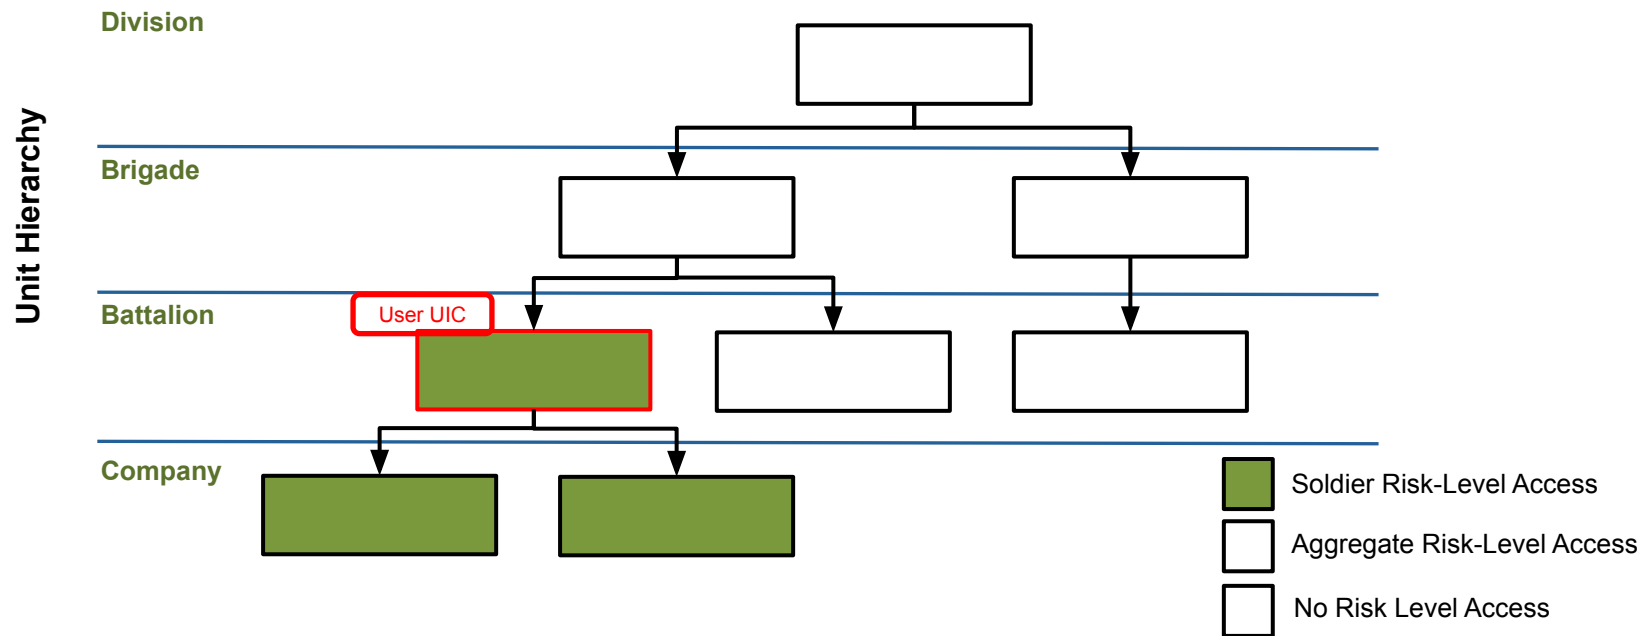 Division
Unit Hierarchy
Brigade
Battalion
User UIC
Company
Soldier Risk-Level Access
Aggregate Risk-Level Access
No Risk Level Access